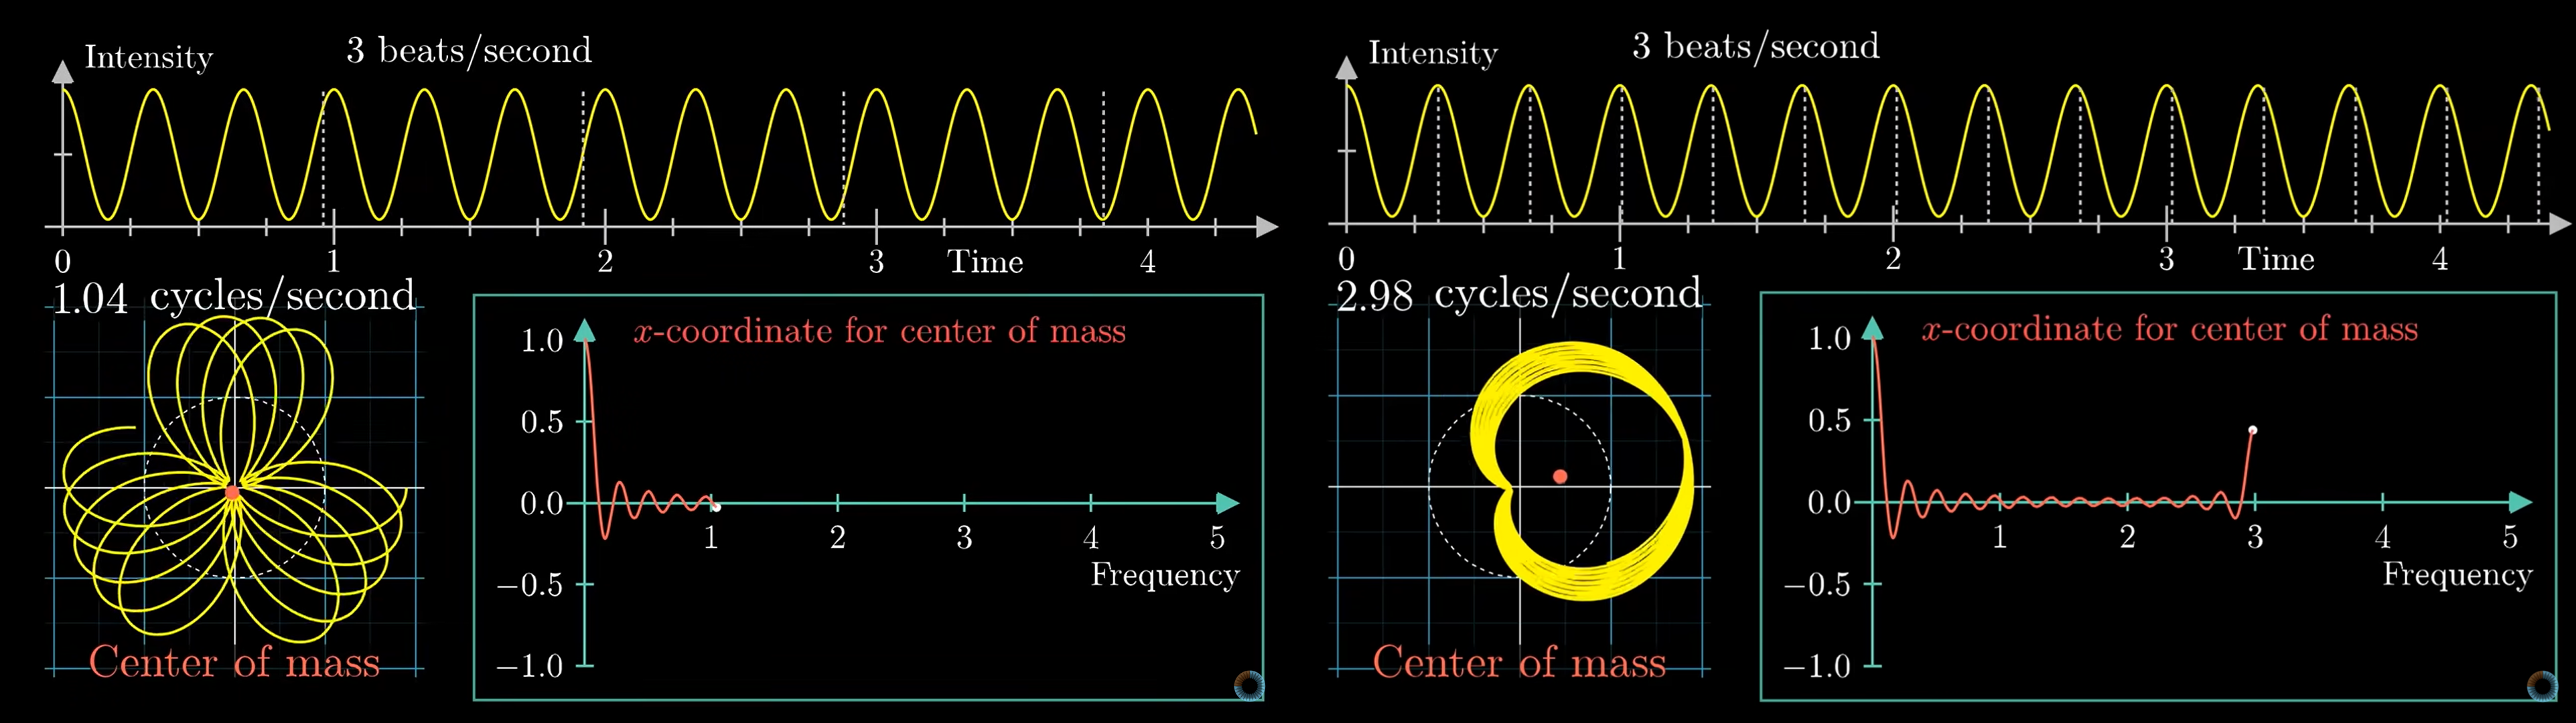 Intensity
3 beats/second
0 1 2 3 Time 4
1.04 cycles/second
Center of mass
x-coordinate for center of mass
1.0
0.5
0.0
1 2 3 4 5
−0.5
Frequency
−1.0
Intensity
3 beats/second
0 1 2 3 Time 4
2.98 cycles/second
Center of mass
x-coordinate for center of mass
1.0
0.5
0.0
1 2 3 4 5
−0.5
Frequency
−1.0